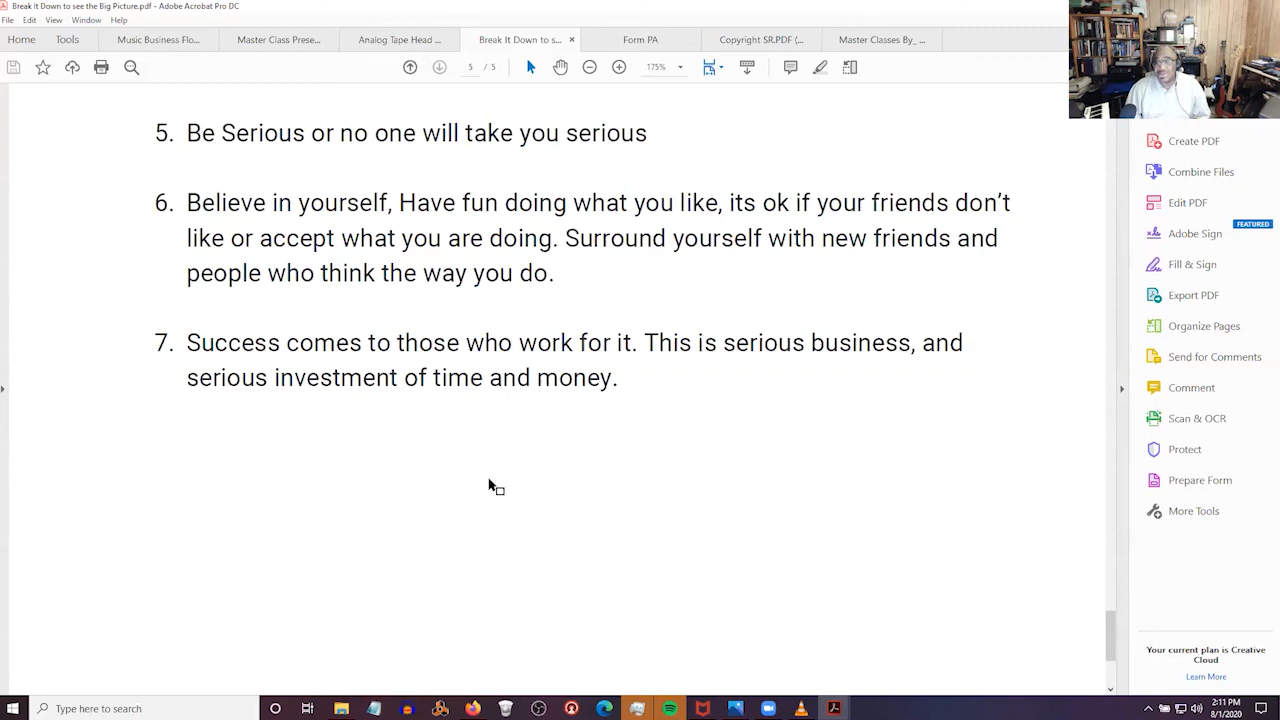 Break It Down to see the Big Picture.pdf - Adobe Acrobat Pro DC
File Edit View Window Help
Home Tools Music Business Flo... Master Class Prese... Analog Tape Break It Down to s... × Form PA Copyright SR.PDF (... Master Classes By_ ...
5 / 5 175%
5. Be Serious or no one will take you serious
6. Believe in yourself, Have fun doing what you like, its ok if your friends don’t
like or accept what you are doing. Surround yourself with new friends and
people who think the way you do.
7. Success comes to those who work for it. This is serious business, and
serious investment of time and money.
Create PDF
Combine Files
Edit PDF
FEATURED
Adobe Sign
Fill & Sign
Export PDF
Organize Pages
Send for Comments
Comment
Scan & OCR
Protect
Prepare Form
More Tools
Your current plan is Creative
Cloud
Learn More
Type here to search
2:11 PM
8/1/2020